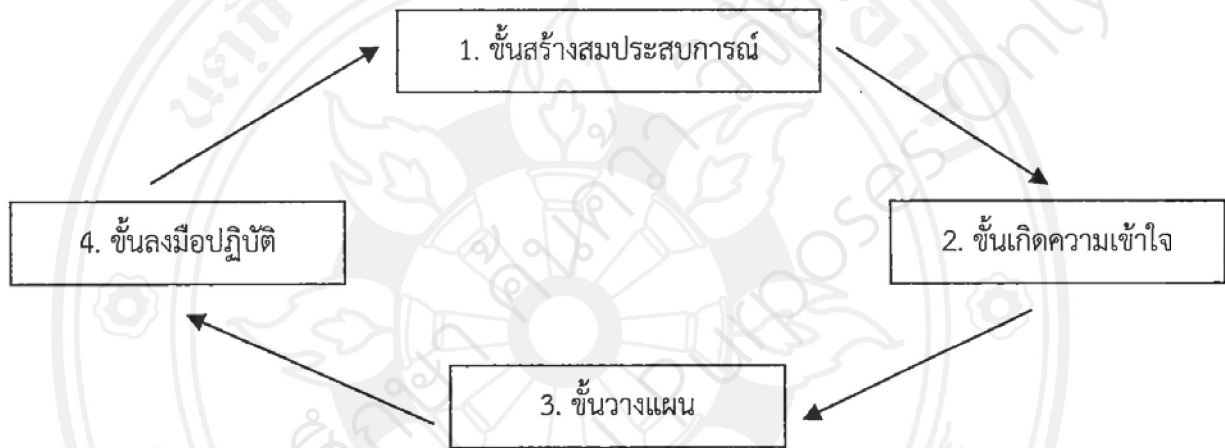 1. ขั้นสร้างสมประสบการณ์
2. ขั้นเกิดความเข้าใจ
3. ขั้นวางแผน
4. ขั้นลงมือปฏิบัติ
purposes only